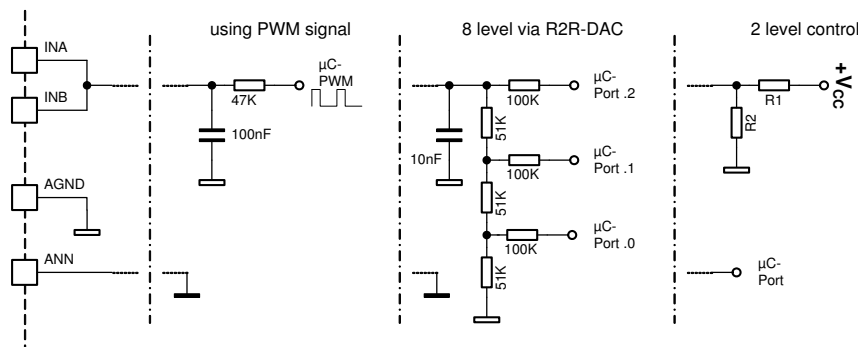 using PWM signal
8 level via R2R-DAC
2 level control
INA
INB
AGND
ANN
µC-
PWM
47K
100nF
µC-
Port .2
100K
51K
10nF
µC-
Port .1
100K
51K
µC-
Port .0
100K
51K
+VCC
R1
R2
µC-
Port